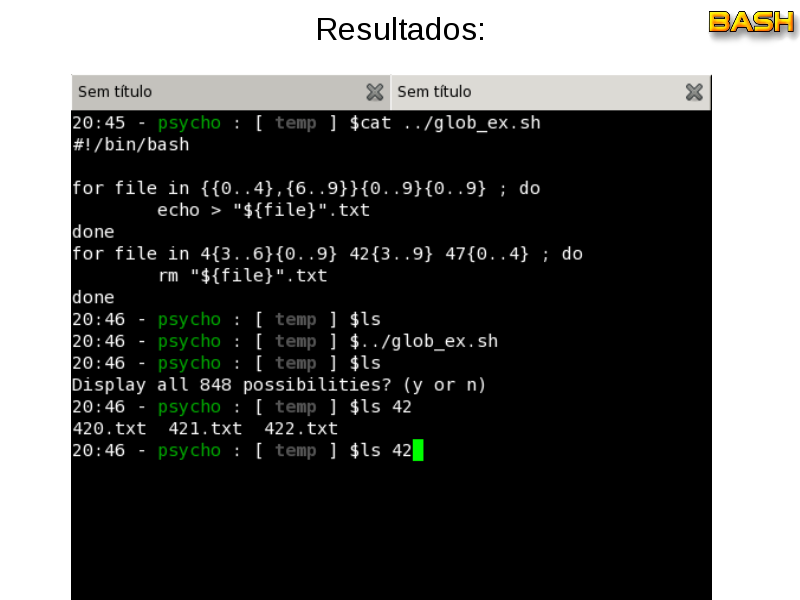 Resultados:
BASH
Sem título
Sem título
20:45 - psycho : [ temp ] $cat ../glob_ex.sh
#!/bin/bash
for file in {{0..4},{6..9}}{0..9}{0..9} ; do
echo > "${file}".txt
done
for file in 4{3..6}{0..9} 42{3..9} 47{0..4} ; do
rm "${file}".txt
done
20:46 - psycho : [ temp ] $ls
20:46 - psycho : [ temp ] $../glob_ex.sh
20:46 - psycho : [ temp ] $ls
Display all 848 possibilities? (y or n)
20:46 - psycho : [ temp ] $ls 42
420.txt  421.txt  422.txt
20:46 - psycho : [ temp ] $ls 42